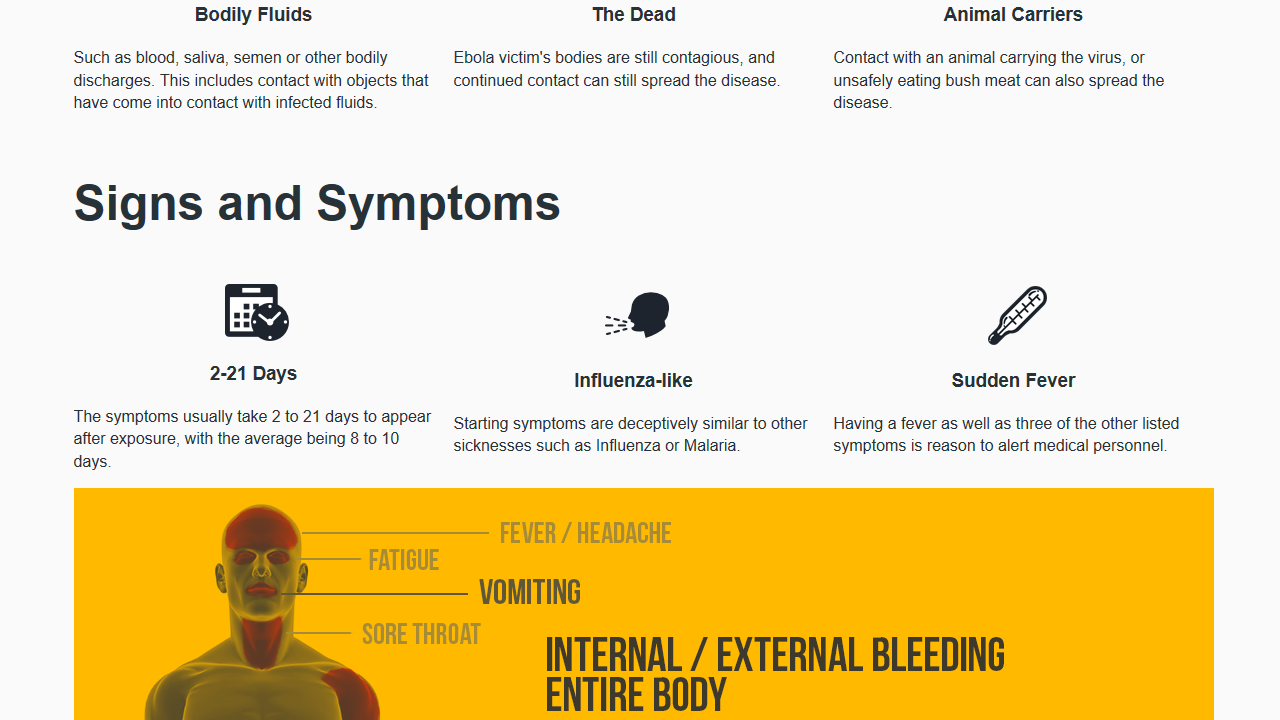 Bodily Fluids
Such as blood, saliva, semen or other bodily
discharges. This includes contact with objects that
have come into contact with infected fluids.
The Dead
Ebola victim's bodies are still contagious, and
continued contact can still spread the disease.
Animal Carriers
Contact with an animal carrying the virus, or
unsafely eating bush meat can also spread the
disease.
Signs and Symptoms
2-21 Days
The symptoms usually take 2 to 21 days to appear
after exposure, with the average being 8 to 10
days.
Influenza-like
Starting symptoms are deceptively similar to other
sicknesses such as Influenza or Malaria.
Sudden Fever
Having a fever as well as three of the other listed
symptoms is reason to alert medical personnel.
FEVER / HEADACHE
FATIGUE
VOMITING
SORE THROAT
INTERNAL / EXTERNAL BLEEDING
ENTIRE BODY